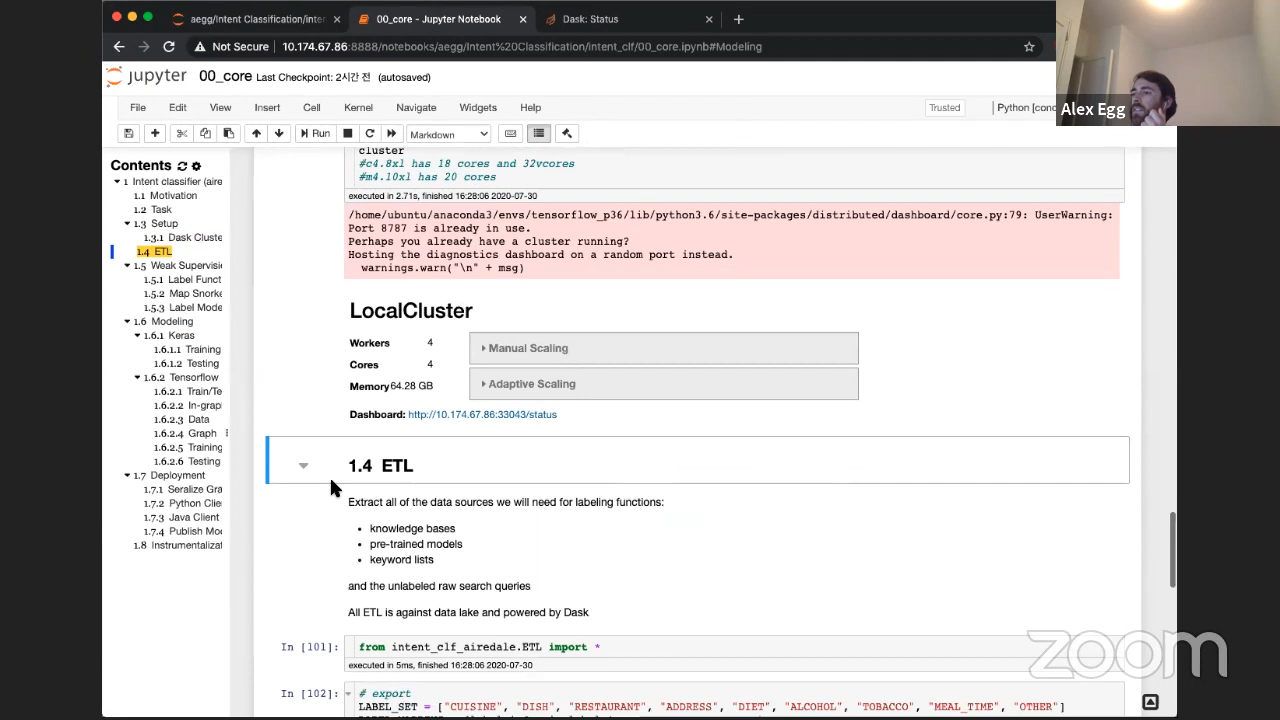 aegg/Intent Classification/inter
00_core - Jupyter Notebook
Dask: Status
Not Secure 10.174.67.86:8888/notebooks/aegg/Intent%20Classification/intent_clf/00_core.ipynb#Modeling
Alex Egg
jupyter 00_core Last Checkpoint: 2시간 전 (autosaved)
File Edit View Insert Cell Kernel Navigate Widgets Help
Trusted
Python [cond
Run
Markdown
Contents
1 Intent classifier (aire
1.1 Motivation
1.2 Task
1.3 Setup
1.3.1 Dask Cluste
1.4 ETL
1.5 Weak Supervisi
1.5.1 Label Funct
1.5.2 Map Snorke
1.5.3 Label Mode
1.6 Modeling
1.6.1 Keras
1.6.1.1 Training
1.6.1.2 Testing
1.6.2 Tensorflow
1.6.2.1 Train/Te
1.6.2.2 In-grap
1.6.2.3 Data
1.6.2.4 Graph
1.6.2.5 Training
1.6.2.6 Testing
1.7 Deployment
1.7.1 Seralize Gra
1.7.2 Python Clie
1.7.3 Java Client
1.7.4 Publish Mod
1.8 Instrumentalizat
cluster
#c4.8xl has 18 cores and 32vcores
#m4.10xl has 20 cores
executed in 2.71s, finished 16:28:06 2020-07-30
/home/ubuntu/anaconda3/envs/tensorflow_p36/lib/python3.6/site-packages/distributed/dashboard/core.py:79: UserWarning:
Port 8787 is already in use.
Perhaps you already have a cluster running?
Hosting the diagnostics dashboard on a random port instead.
warnings.warn("\n" + msg)
LocalCluster
Workers 4
Cores 4
Memory 64.28 GB
Manual Scaling
Adaptive Scaling
Dashboard: http://10.174.67.86:33043/status
1.4 ETL
Extract all of the data sources we will need for labeling functions:
• knowledge bases
• pre-trained models
• keyword lists
and the unlabeled raw search queries
All ETL is against data lake and powered by Dask
In [101]: from intent_clf_airedale.ETL import *
executed in 5ms, finished 16:28:06 2020-07-30
In [102]: # export
LABEL_SET = ["CUISINE", "DISH", "RESTAURANT", "ADDRESS", "DIET", "ALCOHOL", "TOBACCO", "MEAL_TIME", "OTHER"]
zoom